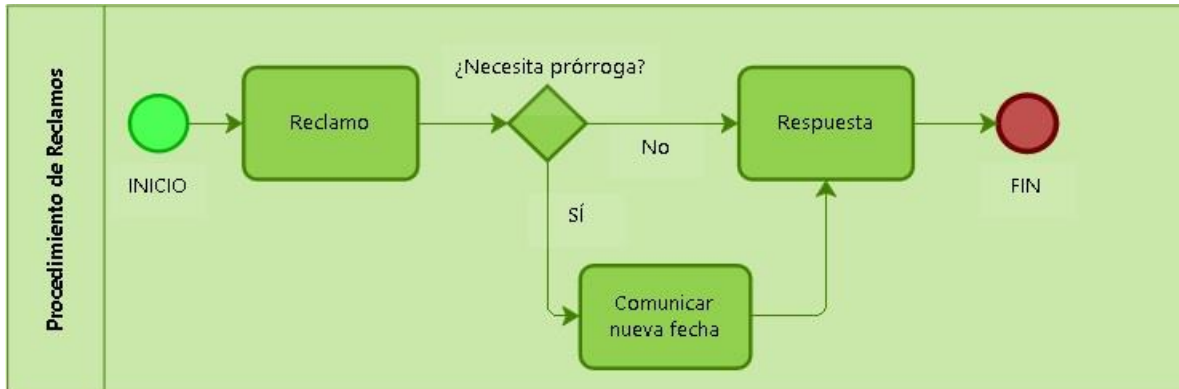 Procedimiento de Reclamos
¿Necesita prórroga?
Reclamo
Respuesta
No
INICIO
FIN
SÍ
Comunicar
nueva fecha